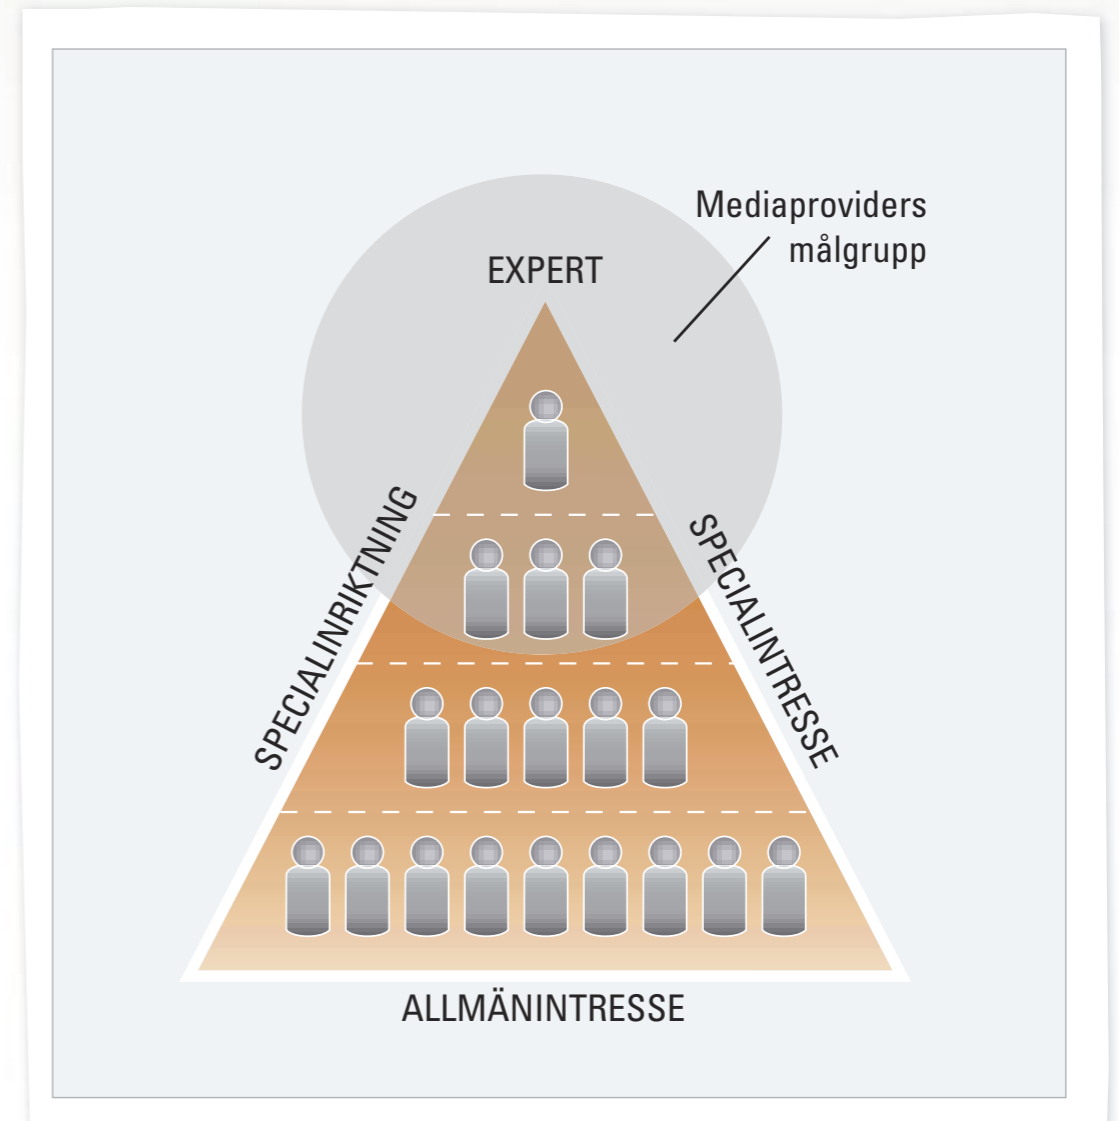 Mediaproviders
målgrupp
EXPERT
SPECIALINRIKTNING
SPECIALINTRESSE
ALLMÄNINTRESSE